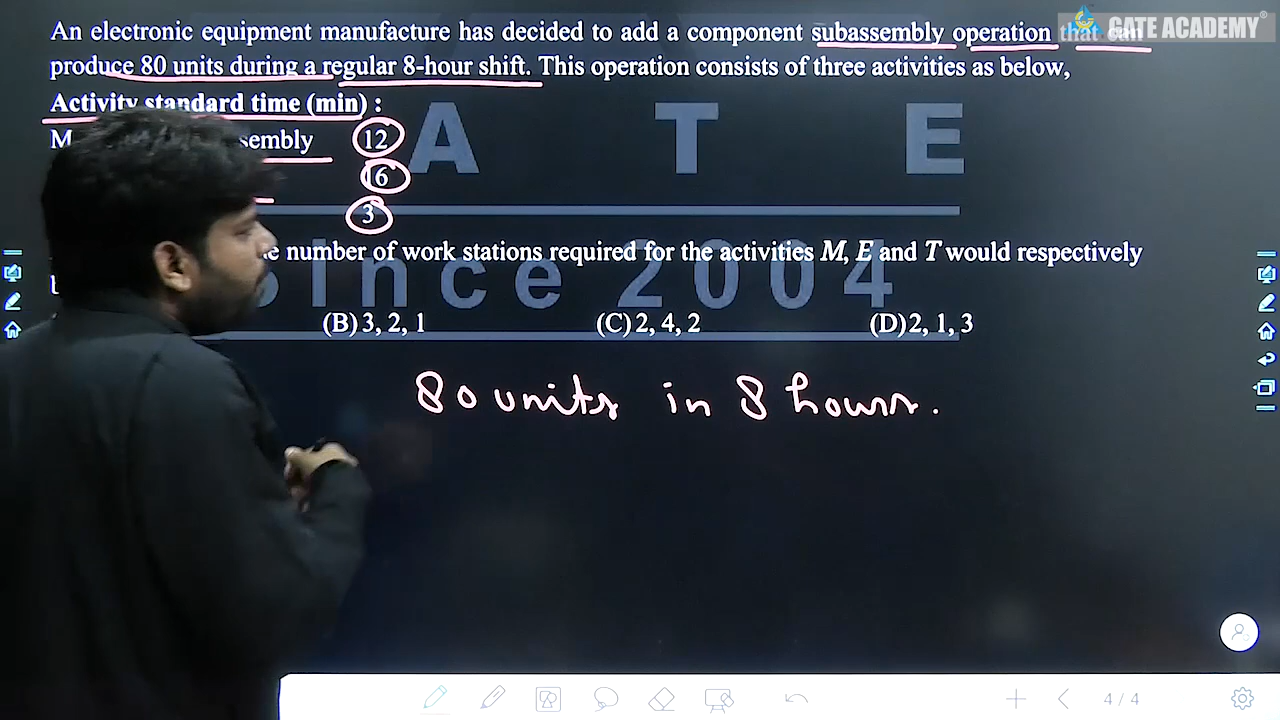 An electronic equipment manufacture has decided to add a component subassembly operation that can
GATE ACADEMY®
produce 80 units during a regular 8-hour shift. This operation consists of three activities as below,
Activity standard time (min) :
M sembly 12
16
3
A T E
number of work stations required for the activities M, E and T would respectively
Since 2004
(B) 3, 2, 1 (C) 2, 4, 2 (D) 2, 1, 3
80 units in 8 hours.
4 / 4